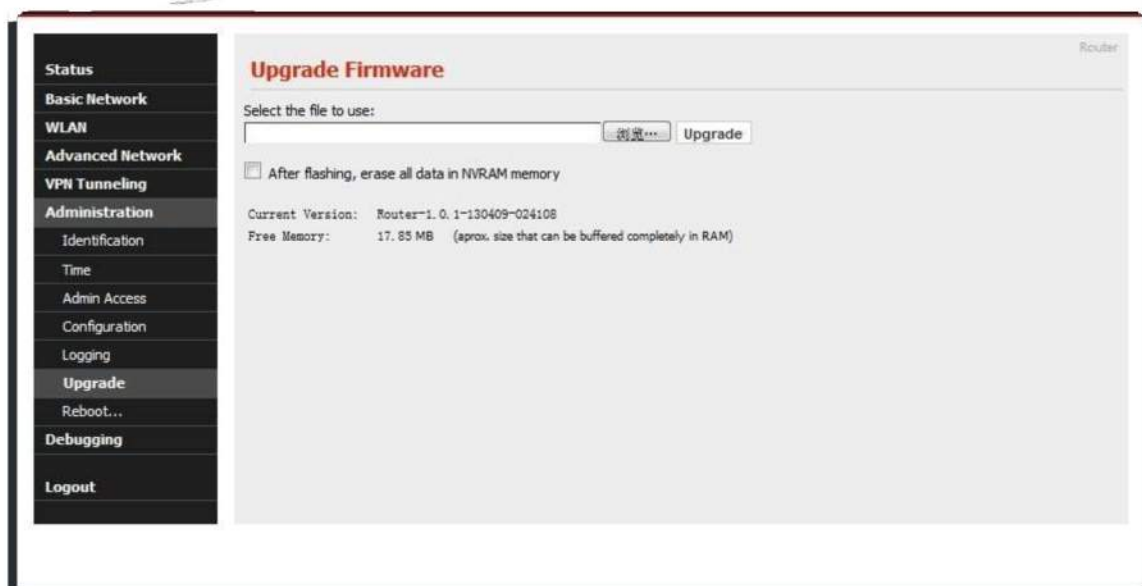 Router
Status
Basic Network
WLAN
Advanced Network
VPN Tunneling
Administration
Identification
Time
Admin Access
Configuration
Logging
Upgrade
Reboot...
Debugging
Logout
Upgrade Firmware
Select the file to use:
浏览… Upgrade
After flashing, erase all data in NVRAM memory
Current Version: Router-1.0.1-130409-024108
Free Memory: 17.85 MB (aprox. size that can be buffered completely in RAM)